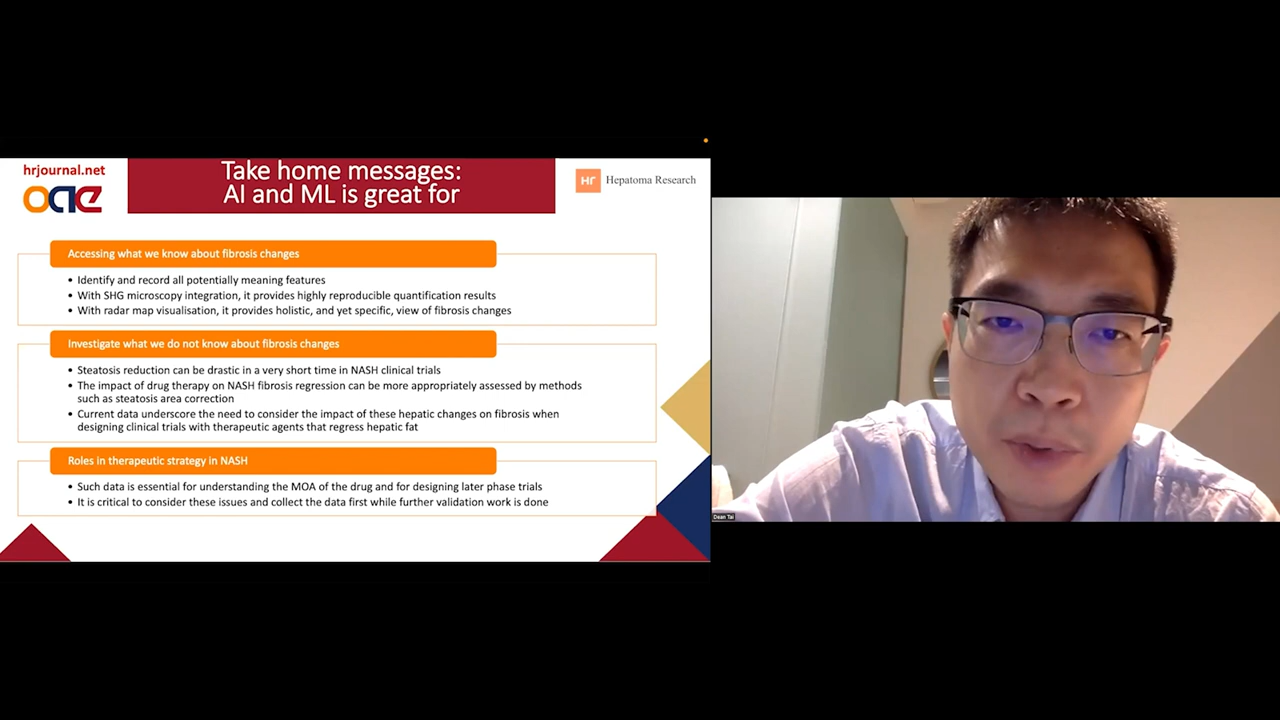 hrjournal.net
oae
Take home messages:
AI and ML is great for
Hr
Hepatoma Research
Accessing what we know about fibrosis changes
• Identify and record all potentially meaning features
• With SHG microscopy integration, it provides highly reproducible quantification results
• With radar map visualisation, it provides holistic, and yet specific, view of fibrosis changes
Investigate what we do not know about fibrosis changes
• Steatosis reduction can be drastic in a very short time in NASH clinical trials
• The impact of drug therapy on NASH fibrosis regression can be more appropriately assessed by methods
such as steatosis area correction
• Current data underscore the need to consider the impact of these hepatic changes on fibrosis when
designing clinical trials with therapeutic agents that regress hepatic fat
Roles in therapeutic strategy in NASH
• Such data is essential for understanding the MOA of the drug and for designing later phase trials
• It is critical to consider these issues and collect the data first while further validation work is done
Dean Tai